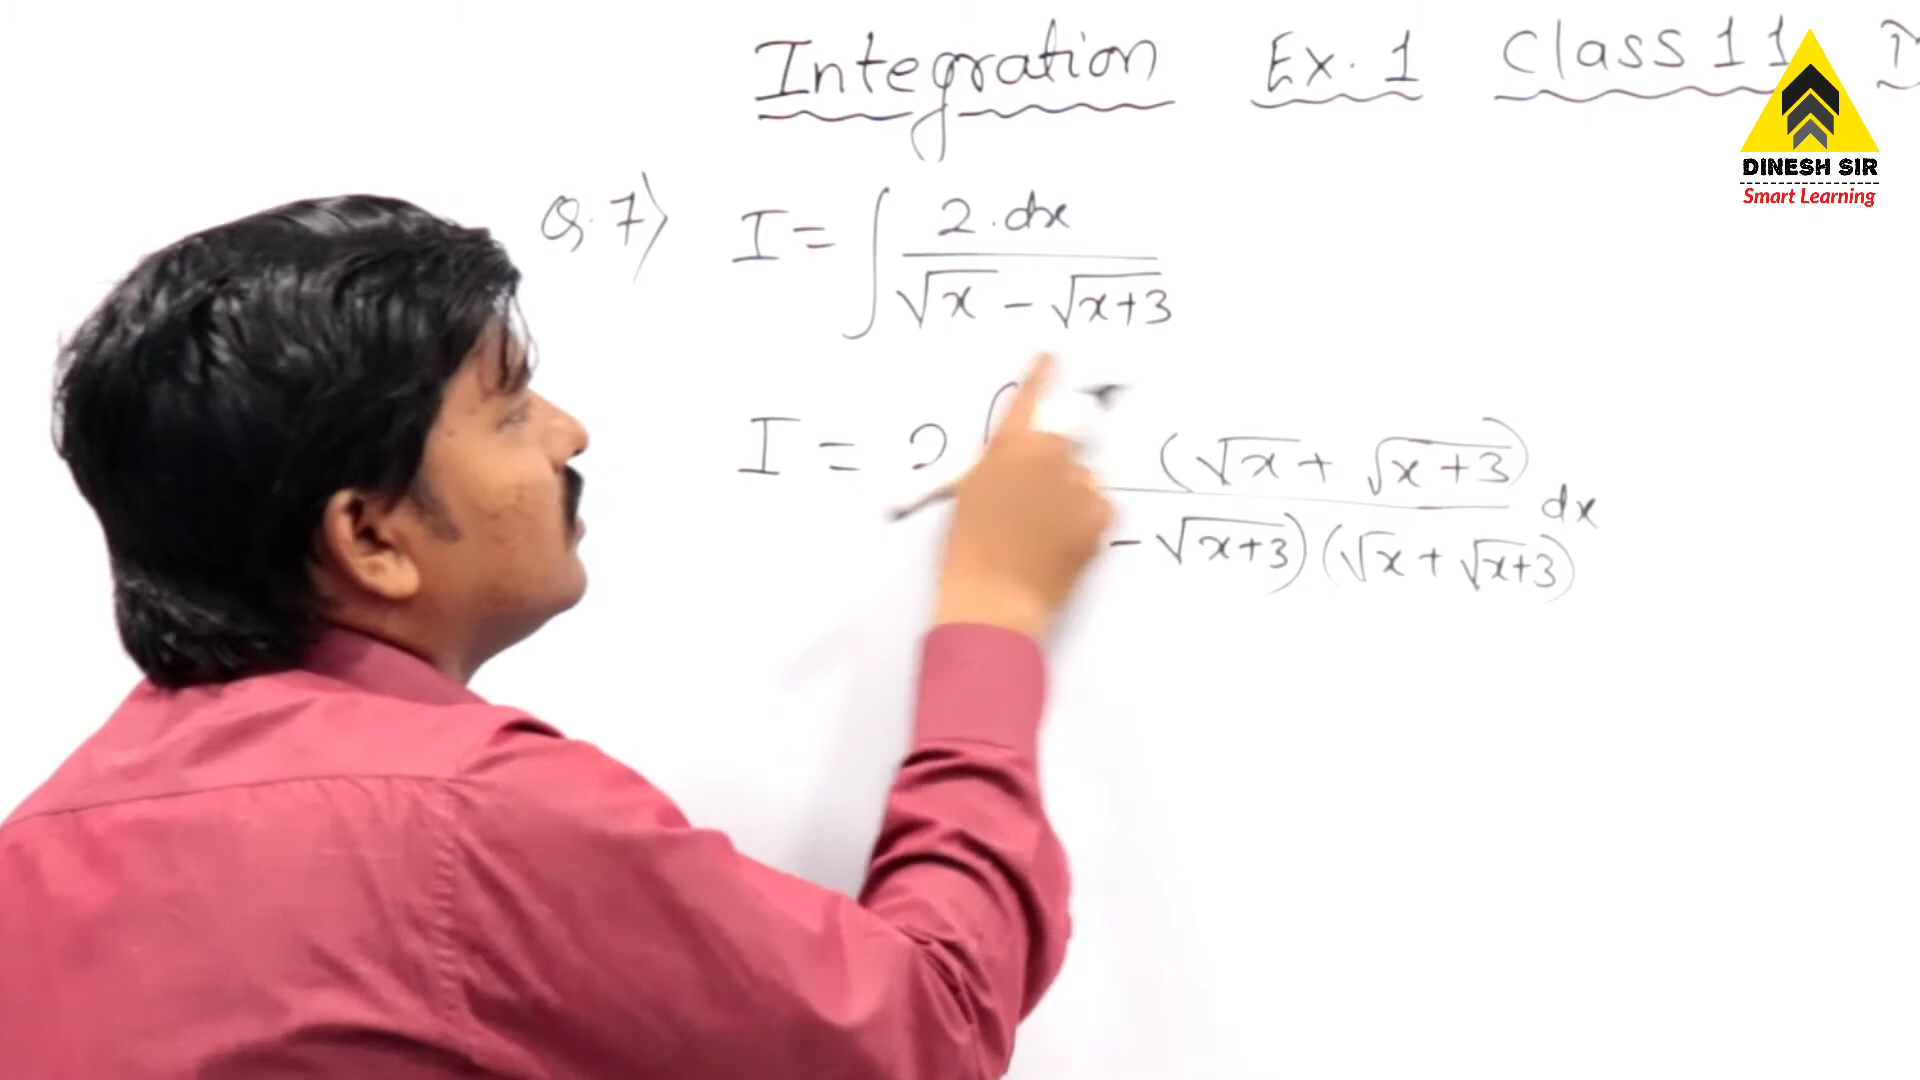 Integration Ex. 1 Class 11
DINESH SIR
Smart Learning
Q. 7) I = ∫ 2.dx / √x - √x+3
I = 2 ∫ (√x + √x+3) / - √x+3) (√x + √x+3) dx